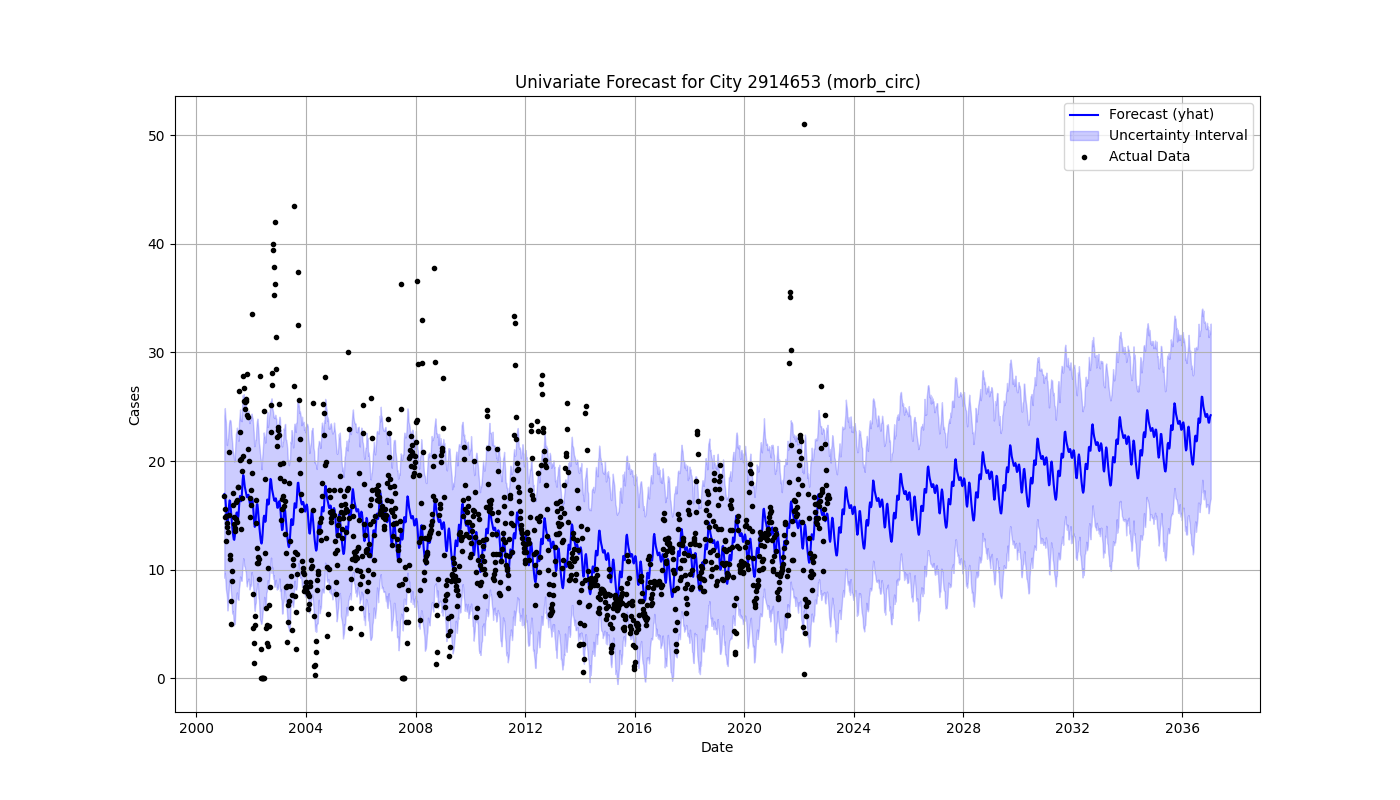 Univariate Forecast for City 2914653 (morb_circ)
Forecast (yhat)
Uncertainty Interval
Actual Data
Cases
50
40
30
20
10
0
2000 2004 2008 2012 2016 2020 2024 2028 2032 2036
Date